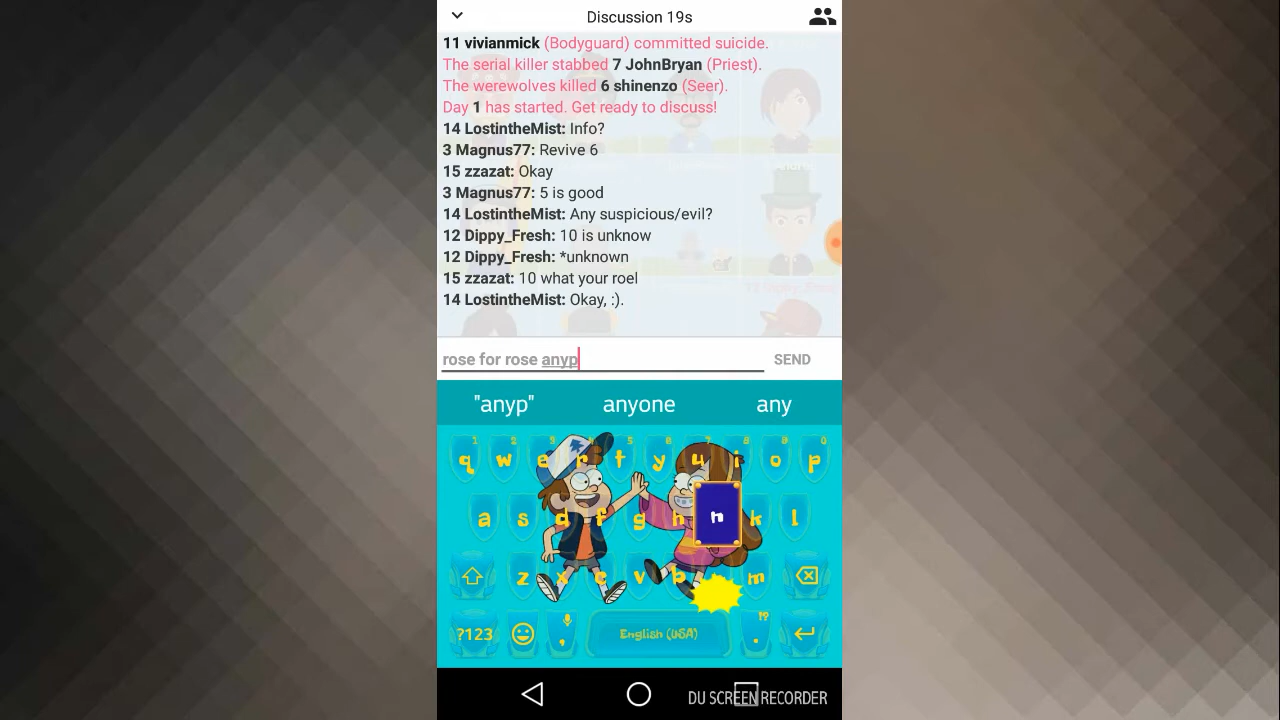 Discussion 19s
11 vivianmick (Bodyguard) committed suicide.
The serial killer stabbed 7 JohnBryan (Priest).
The werewolves killed 6 shinenzo (Seer).
Day 1 has started. Get ready to discuss!
14 LostintheMist: Info?
3 Magnus77: Revive 6
15 zzazat: Okay
3 Magnus77: 5 is good
14 LostintheMist: Any suspicious/evil?
12 Dippy_Fresh: 10 is unknow
12 Dippy_Fresh: *unknown
15 zzazat: 10 what your roel
14 LostintheMist: Okay, :).
rose for rose anyp
SEND
"anyp" anyone any
q w e r t y u i o p
a s d f g h n k l
z x c v b m
?123 , English (USA) . !?
DU SCREEN RECORDER